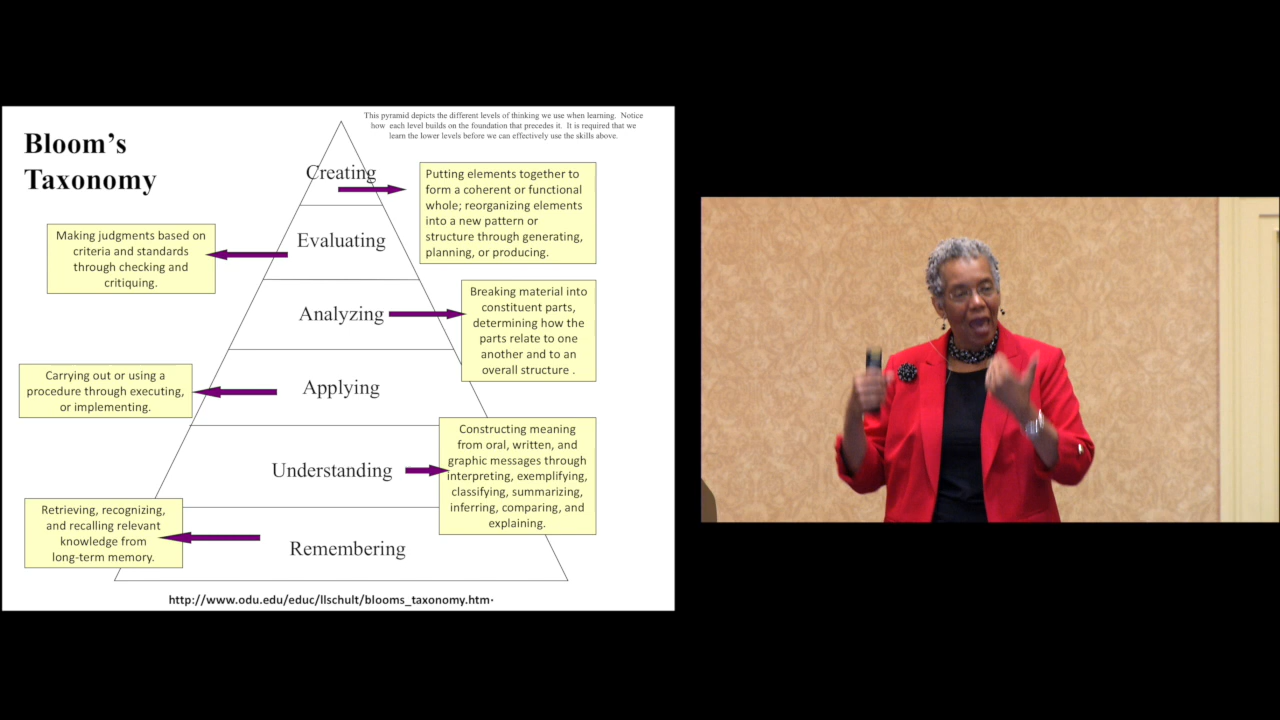 Bloom's
Taxonomy
This pyramid depicts the different levels of thinking we use when learning. Notice
how each level builds on the foundation that precedes it. It is required that we
learn the lower levels before we can effectively use the skills above.
Creating
Putting elements together to
form a coherent or functional
whole; reorganizing elements
into a new pattern or
structure through generating,
planning, or producing.
Evaluating
Making judgments based on
criteria and standards
through checking and
critiquing.
Analyzing
Breaking material into
constituent parts,
determining how the
parts relate to one
another and to an
overall structure .
Applying
Carrying out or using a
procedure through executing,
or implementing.
Understanding
Constructing meaning
from oral, written, and
graphic messages through
interpreting, exemplifying,
classifying, summarizing,
inferring, comparing, and
explaining.
Remembering
Retrieving, recognizing,
and recalling relevant
knowledge from
long-term memory.
http://www.odu.edu/educ/llschult/blooms_taxonomy.htm·